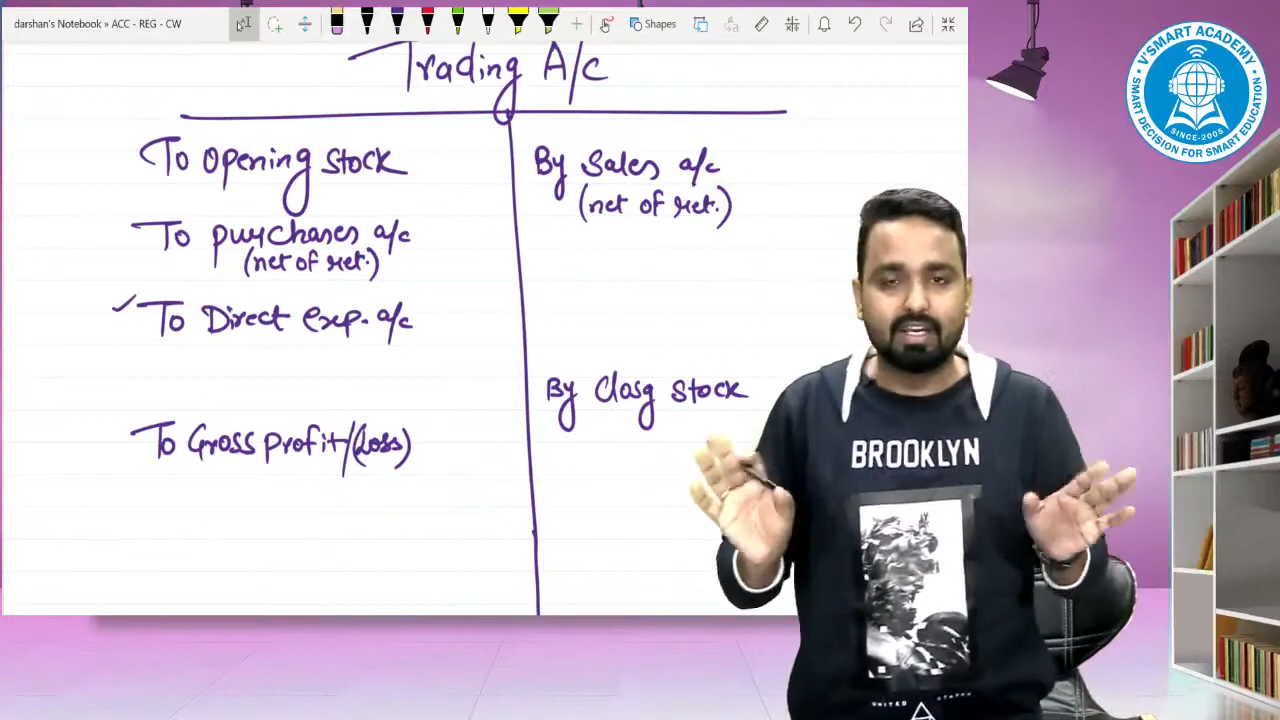 darshan's Notebook » ACC - REG - CW
Shapes
Trading A/c
To Opening Stock
To purchases a/c
(net of ret.)
To Direct exp. a/c
To Gross profit/(Loss)
By Sales a/c
(net of ret.)
By Closg Stock
V'SMART ACADEMY
SINCE-2005
SMART DECISION FOR SMART EDUCATION
BROOKLYN
UNITED